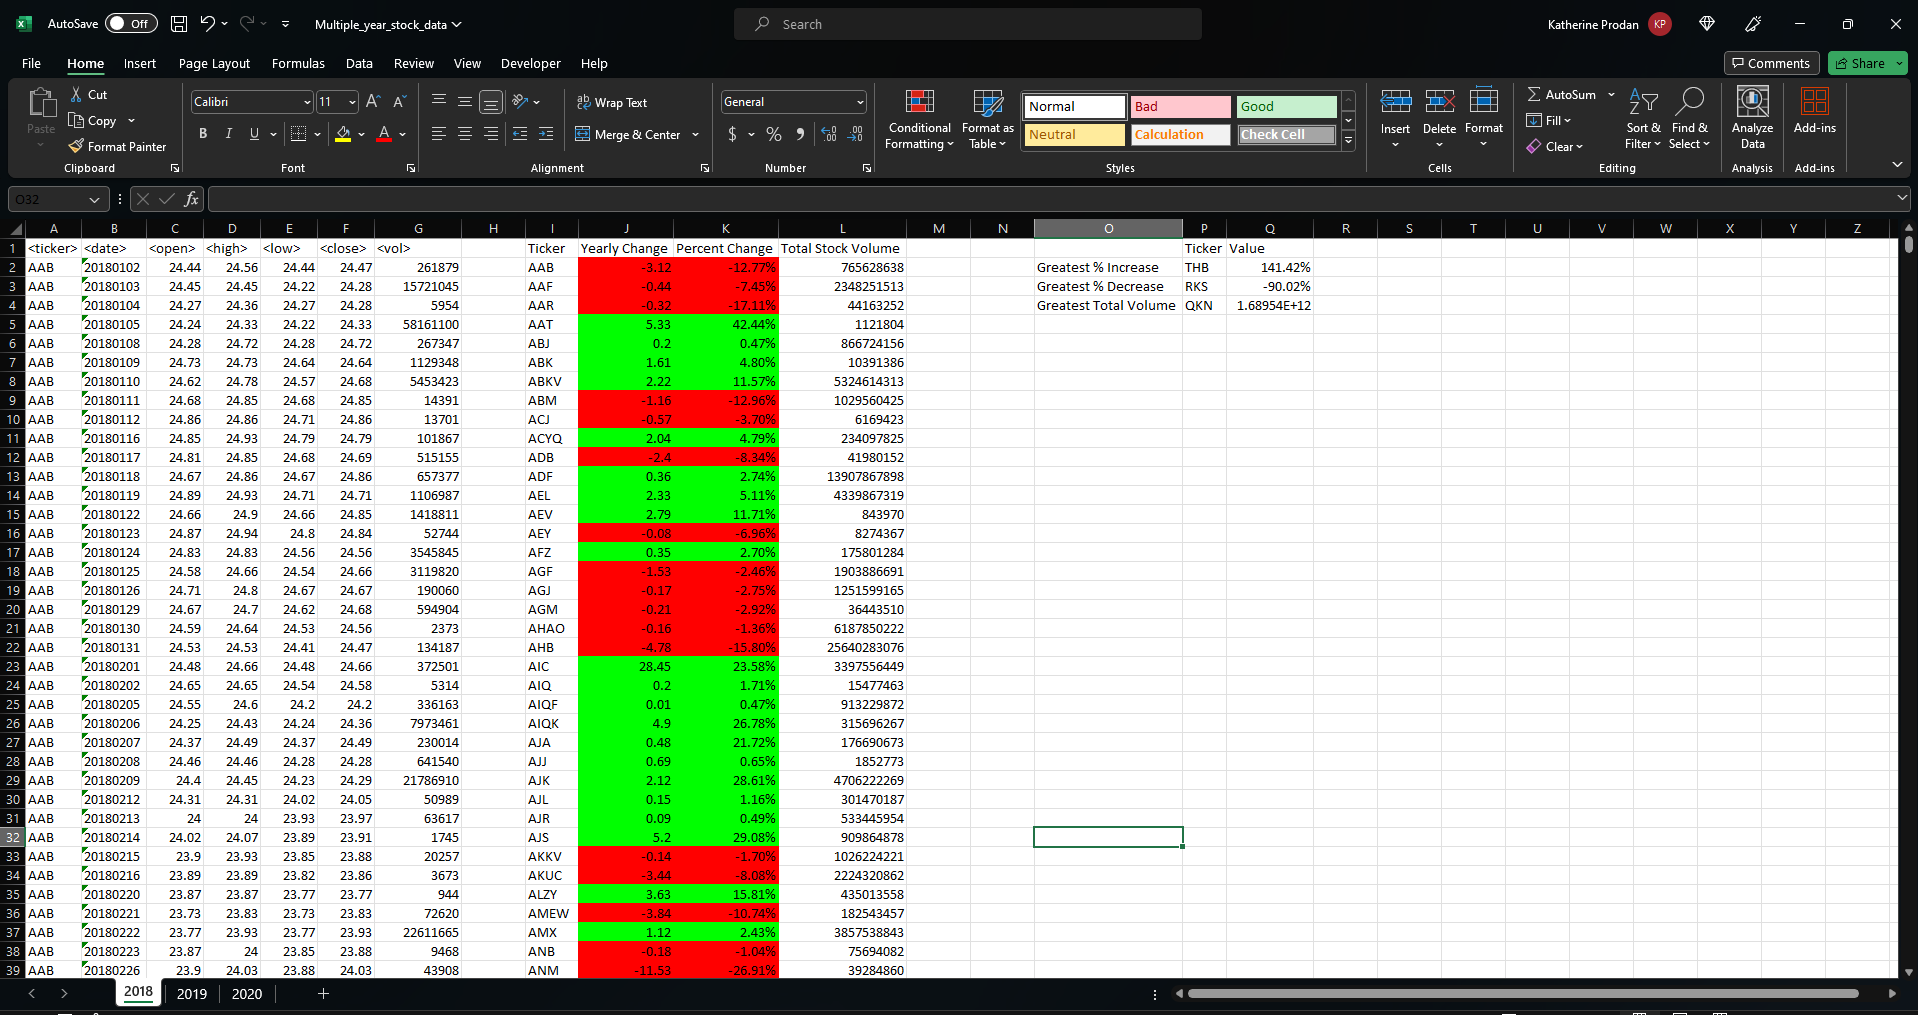 AutoSave Off Multiple_year_stock_data Search Katherine Prodan KP
File Home Insert Page Layout Formulas Data Review View Developer Help Comments Share
Paste Cut Copy Format Painter Clipboard
Calibri 11 B I U A Font
Wrap Text Merge & Center Alignment
General $ % Number
Conditional Formatting Format as Table Normal Bad Good Neutral Calculation Check Cell Styles
Insert Delete Format Cells
AutoSum Fill Clear Sort & Filter Find & Select Editing
Analyze Data Analysis
Add-ins Add-ins
O32 fx
A B C D E F G H I J K L M N O P Q R S T U V W X Y Z
1 <ticker> <date> <open> <high> <low> <close> <vol> Ticker Yearly Change Percent Change Total Stock Volume Ticker Value
2 AAB 20180102 24.44 24.56 24.44 24.47 261879 AAB -3.12 -12.77% 765628638 Greatest % Increase THB 141.42%
3 AAB 20180103 24.45 24.45 24.22 24.28 15721045 AAF -0.44 -7.45% 2348251513 Greatest % Decrease RKS -90.02%
4 AAB 20180104 24.27 24.36 24.27 24.28 5954 AAR -0.32 -17.11% 44163252 Greatest Total Volume QKN 1.68954E+12
5 AAB 20180105 24.24 24.33 24.22 24.33 58161100 AAT 5.33 42.44% 1121804
6 AAB 20180108 24.28 24.72 24.28 24.72 267347 ABJ 0.2 0.47% 866724156
7 AAB 20180109 24.73 24.73 24.64 24.64 1129348 ABK 1.61 4.80% 10391386
8 AAB 20180110 24.62 24.78 24.57 24.68 5453423 ABKV 2.22 11.57% 5324614313
9 AAB 20180111 24.68 24.85 24.68 24.85 14391 ABM -1.16 -12.96% 1029560425
10 AAB 20180112 24.86 24.86 24.71 24.86 13701 ACJ -0.57 -3.70% 6169423
11 AAB 20180116 24.85 24.93 24.79 24.79 101867 ACYQ 2.04 4.79% 234097825
12 AAB 20180117 24.81 24.85 24.68 24.69 515155 ADB -2.4 -8.34% 41980152
13 AAB 20180118 24.67 24.86 24.67 24.86 657377 ADF 0.36 2.74% 13907867898
14 AAB 20180119 24.89 24.93 24.71 24.71 1106987 AEL 2.33 5.11% 4339867319
15 AAB 20180122 24.66 24.9 24.66 24.85 1418811 AEV 2.79 11.71% 843970
16 AAB 20180123 24.87 24.94 24.8 24.84 52744 AEY -0.08 -6.96% 8274367
17 AAB 20180124 24.83 24.83 24.56 24.56 3545845 AFZ 0.35 2.70% 175801284
18 AAB 20180125 24.58 24.66 24.54 24.66 3119820 AGF -1.53 -2.46% 1903886691
19 AAB 20180126 24.71 24.8 24.67 24.67 190060 AGJ -0.17 -2.75% 1251599165
20 AAB 20180129 24.67 24.7 24.62 24.68 594904 AGM -0.21 -2.92% 36443510
21 AAB 20180130 24.59 24.64 24.53 24.56 2373 AHAO -0.16 -1.36% 6187850222
22 AAB 20180131 24.53 24.53 24.41 24.47 134187 AHB -4.78 -15.80% 25640283076
23 AAB 20180201 24.48 24.66 24.48 24.66 372501 AIC 28.45 23.58% 3397556449
24 AAB 20180202 24.65 24.65 24.54 24.58 5314 AIQ 0.2 1.71% 15477463
25 AAB 20180205 24.55 24.6 24.2 24.2 336163 AIQF 0.01 0.47% 913229872
26 AAB 20180206 24.25 24.43 24.24 24.36 7973461 AIQK 4.9 26.78% 315696267
27 AAB 20180207 24.37 24.49 24.37 24.49 230014 AJA 0.48 21.72% 176690673
28 AAB 20180208 24.46 24.46 24.28 24.28 641540 AJJ 0.69 0.65% 1852773
29 AAB 20180209 24.4 24.45 24.23 24.29 21786910 AJK 2.12 28.61% 4706222269
30 AAB 20180212 24.31 24.31 24.02 24.05 50989 AJL 0.15 1.16% 301470187
31 AAB 20180213 24 24 23.93 23.97 63617 AJR 0.09 0.49% 533445954
32 AAB 20180214 24.02 24.07 23.89 23.91 1745 AJS 5.2 29.08% 909864878
33 AAB 20180215 23.9 23.93 23.85 23.88 20257 AKKV -0.14 -1.70% 1026224221
34 AAB 20180216 23.89 23.89 23.82 23.86 3673 AKUC -3.44 -8.08% 2224320862
35 AAB 20180220 23.87 23.87 23.77 23.77 944 ALZY 3.63 15.81% 435013558
36 AAB 20180221 23.73 23.83 23.73 23.83 72620 AMEW -3.84 -10.74% 182543457
37 AAB 20180222 23.77 23.93 23.77 23.93 22611665 AMX 1.12 2.43% 3857538843
38 AAB 20180223 23.87 24 23.85 23.88 9468 ANB -0.18 -1.04% 75694082
39 AAB 20180226 23.9 24.03 23.88 24.03 43908 ANM -11.53 -26.91% 39284860
2018 2019 2020